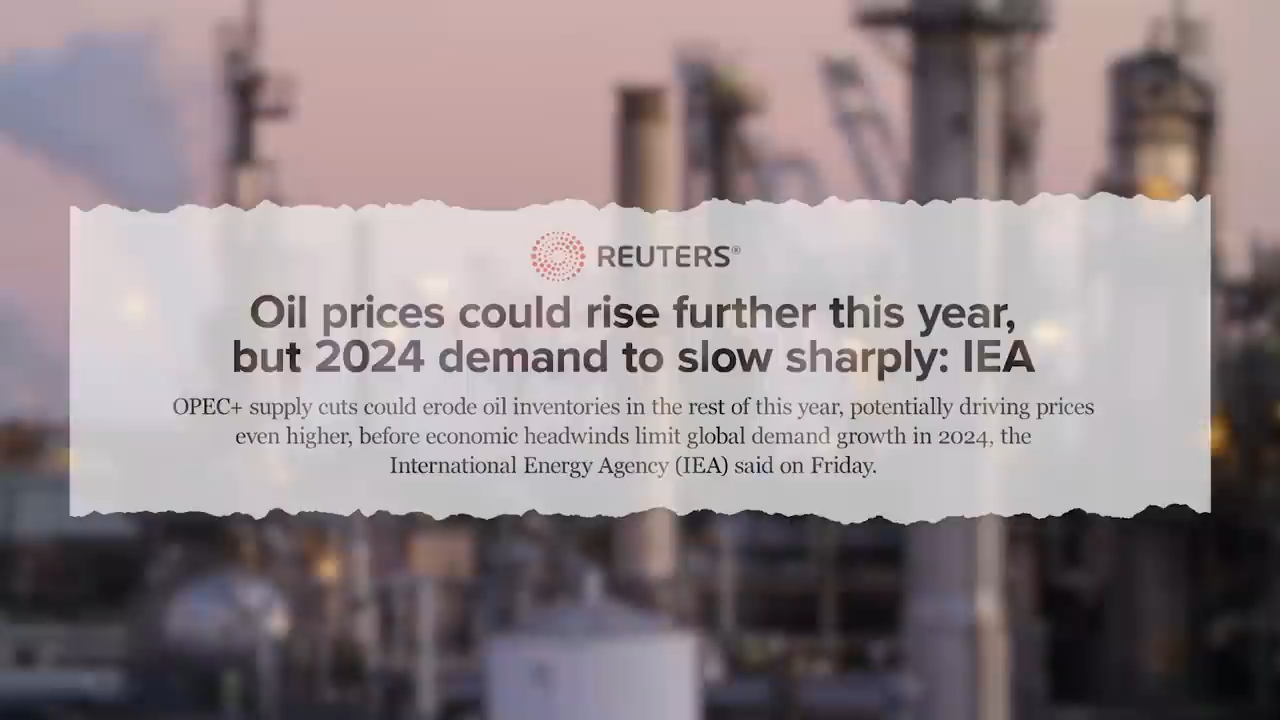 REUTERS®
Oil prices could rise further this year,
but 2024 demand to slow sharply: IEA
OPEC+ supply cuts could erode oil inventories in the rest of this year, potentially driving prices
even higher, before economic headwinds limit global demand growth in 2024, the
International Energy Agency (IEA) said on Friday.